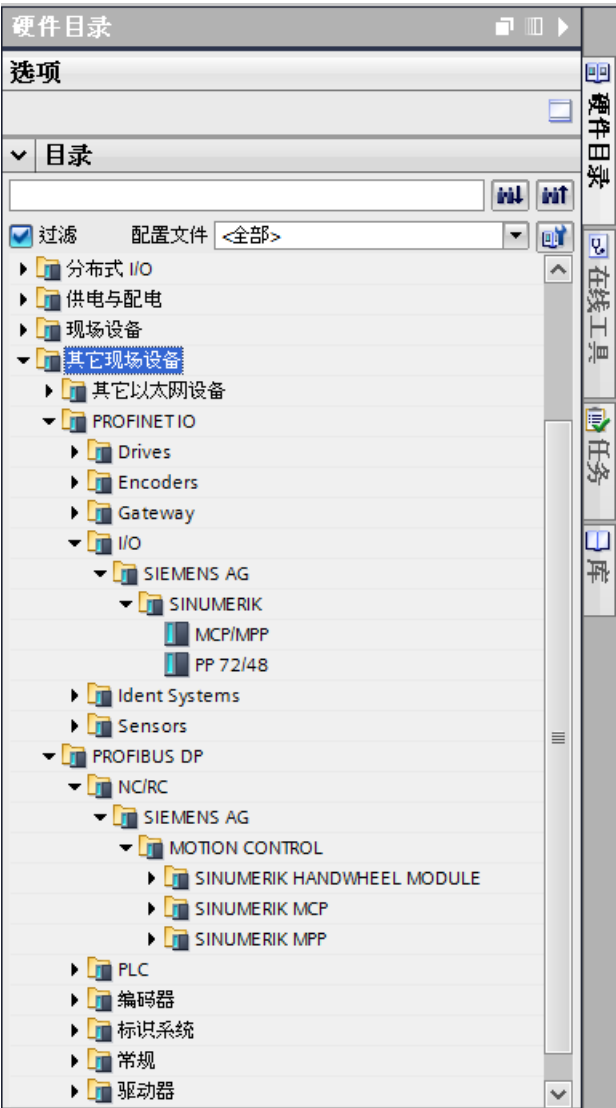 硬件目录
选项
目录
过滤 配置文件 <全部>
分布式 I/O
供电与配电
现场设备
其它现场设备
其它以太网设备
PROFINET IO
Drives
Encoders
Gateway
I/O
SIEMENS AG
SINUMERIK
MCP/MPP
PP 72/48
Ident Systems
Sensors
PROFIBUS DP
NC/RC
SIEMENS AG
MOTION CONTROL
SINUMERIK HANDWHEEL MODULE
SINUMERIK MCP
SINUMERIK MPP
PLC
编码器
标识系统
常规
驱动器
硬件目录
在线工具
任务
库